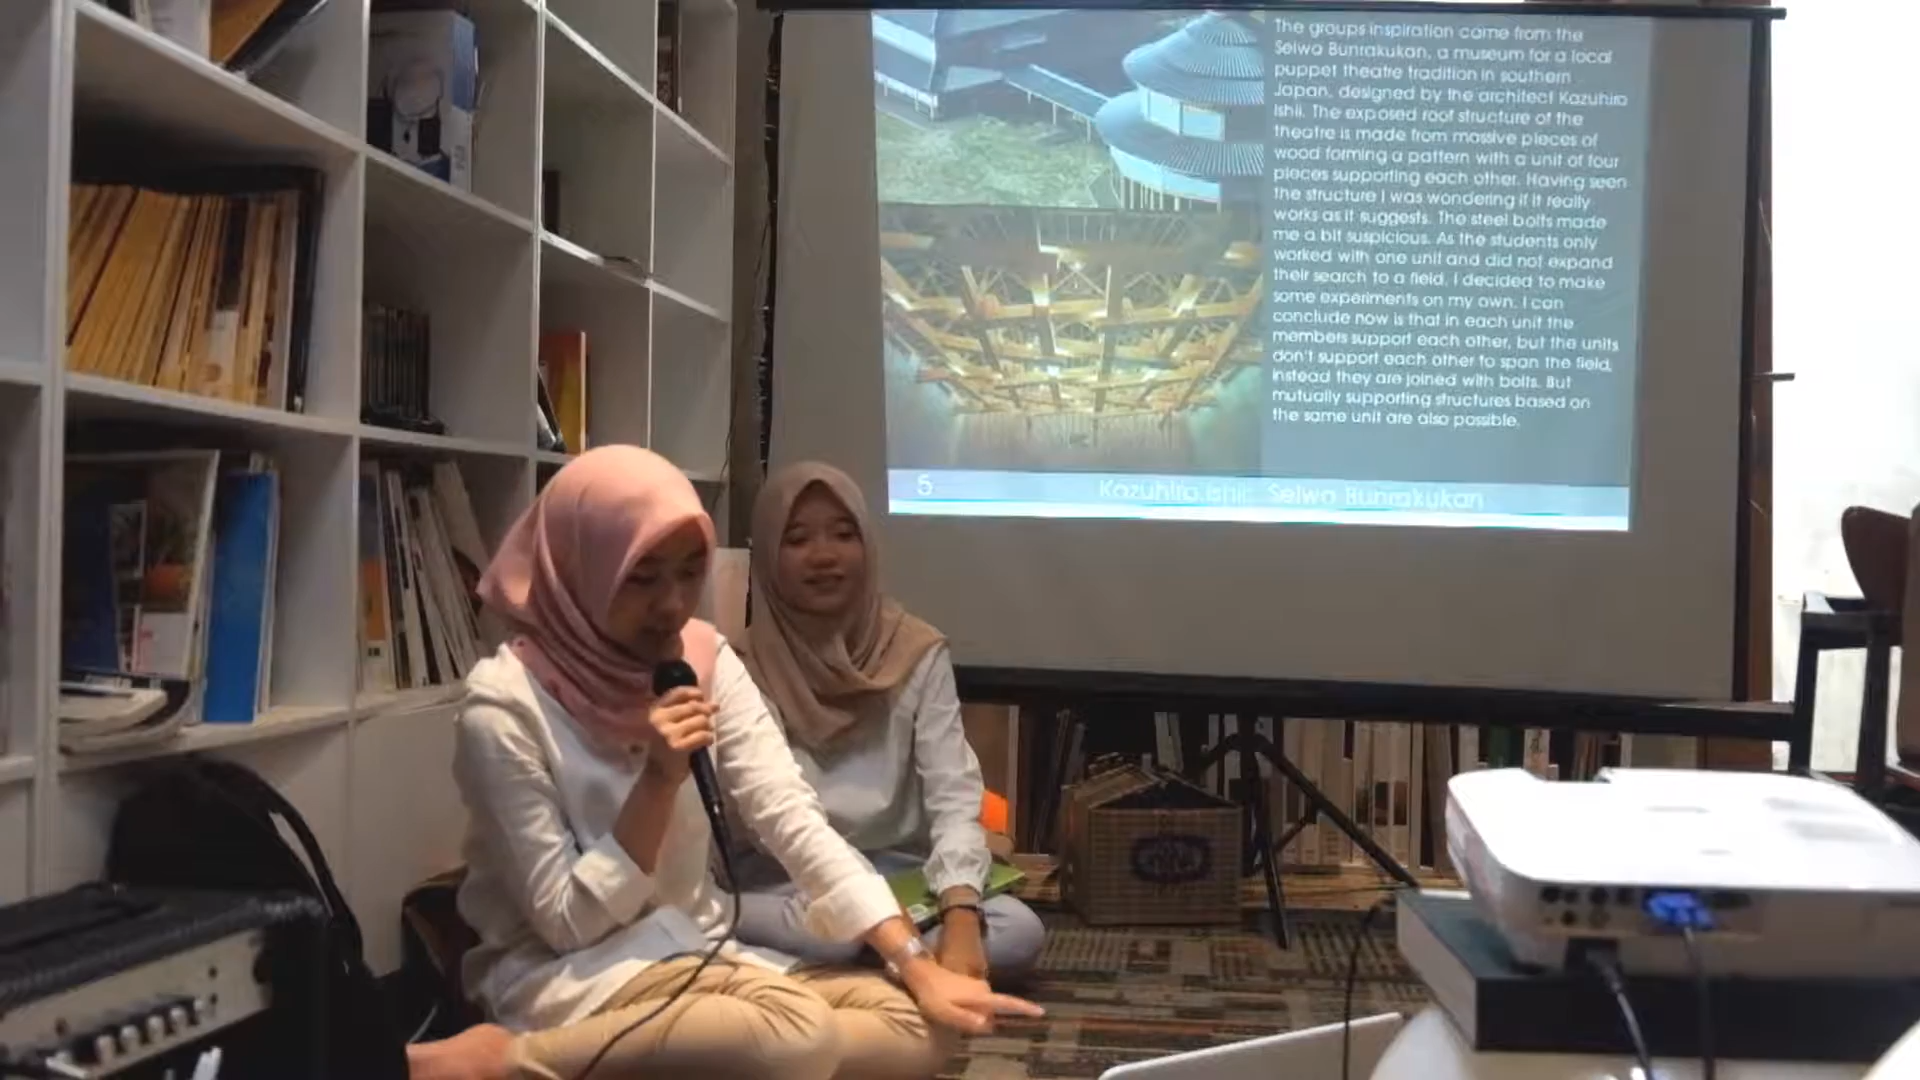 The groups inspiration came from the
Seiwa Bunrakukan, a museum for a local
puppet theatre tradition in southern
Japan, designed by the architect Kazuhiro
Ishii. The exposed roof structure of the
theatre is made from massive pieces of
wood forming a pattern with a unit of four
pieces supporting each other. Having seen
the structure I was wondering if it really
works as it suggests. The steel bolts made
me a bit suspicious. As the students only
worked with one unit and did not expand
their search to a field, I decided to make
some experiments on my own. I can
conclude now is that in each unit the
members support each other, but the units
don't support each other to span the field,
instead they are joined with bolts. But
mutually supporting structures based on
the same unit are also possible.
5
Kazuhiro Ishii: Seiwa Bunrakukan